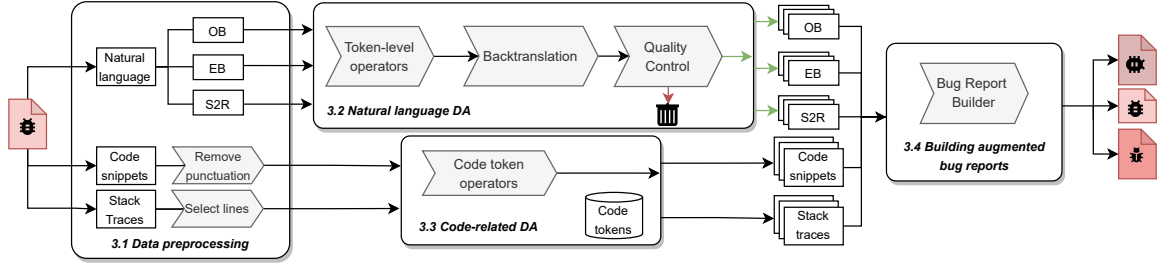 Natural
language
OB
EB
S2R
Code
snippets
Remove
punctuation
Stack
Traces
Select lines
3.1 Data preprocessing
Token-level
operators
Backtranslation
Quality
Control
3.2 Natural language DA
Code token
operators
Code
tokens
3.3 Code-related DA
OB
EB
S2R
Code
snippets
Stack
traces
Bug Report
Builder
3.4 Building augmented
bug reports